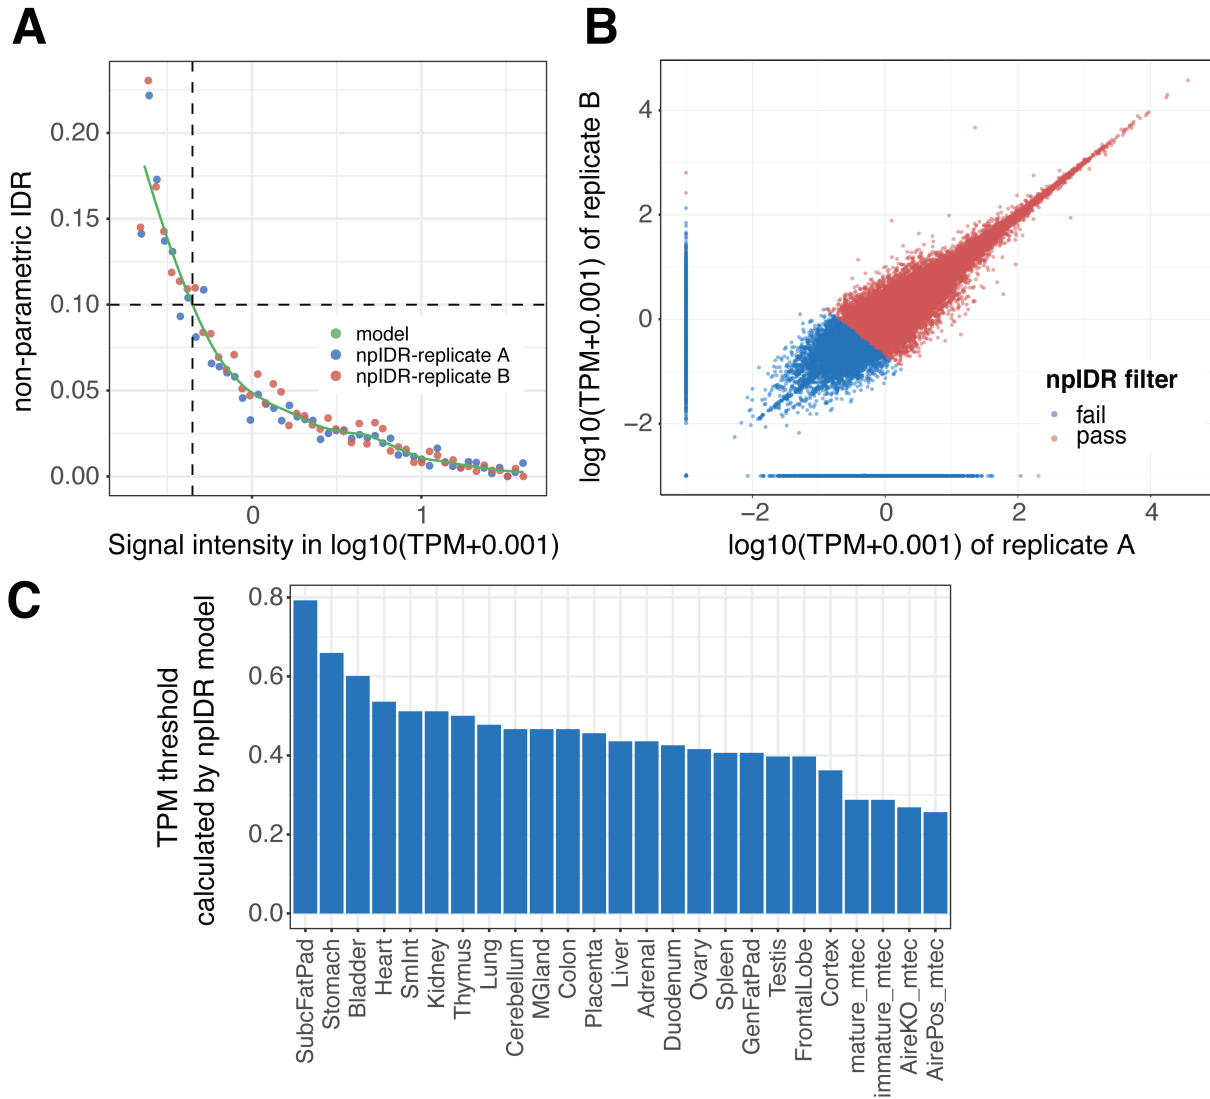 A
non-parametric IDR
0.20
0.15
0.10
0.05
0.00
model
npIDR-replicate A
npIDR-replicate B
0
1
Signal intensity in log10(TPM+0.001)
B
log10(TPM+0.001) of replicate B
4
2
0
−2
npIDR filter
fail
pass
−2
0
2
4
log10(TPM+0.001) of replicate A
C
TPM threshold
calculated by npIDR model
0.8
0.6
0.4
0.2
0.0
SubcFatPad
Stomach
Bladder
Heart
SmInt
Kidney
Thymus
Lung
Cerebellum
MGland
Colon
Placenta
Liver
Adrenal
Duodenum
Ovary
Spleen
GenFatPad
Testis
FrontalLobe
Cortex
mature_mtec
immature_mtec
AireKO_mtec
AirePos_mtec